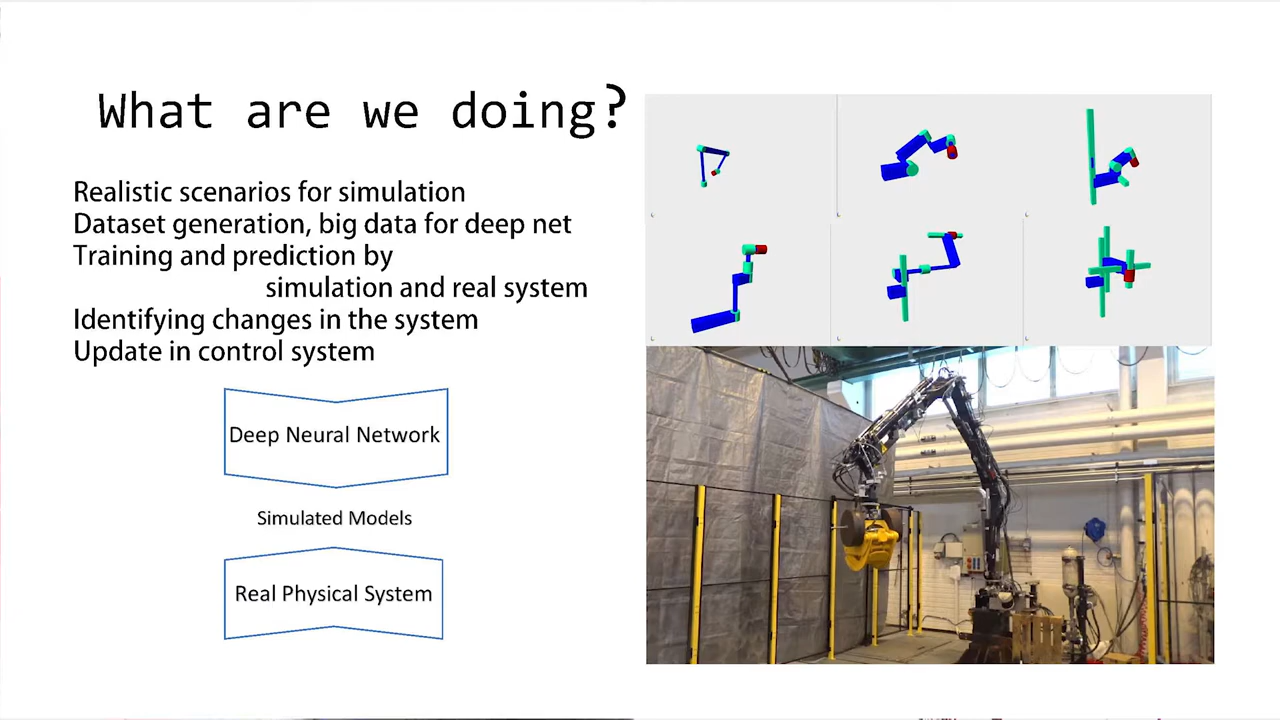 What are we doing?
Realistic scenarios for simulation
Dataset generation, big data for deep net
Training and prediction by
simulation and real system
Identifying changes in the system
Update in control system
Deep Neural Network
Simulated Models
Real Physical System